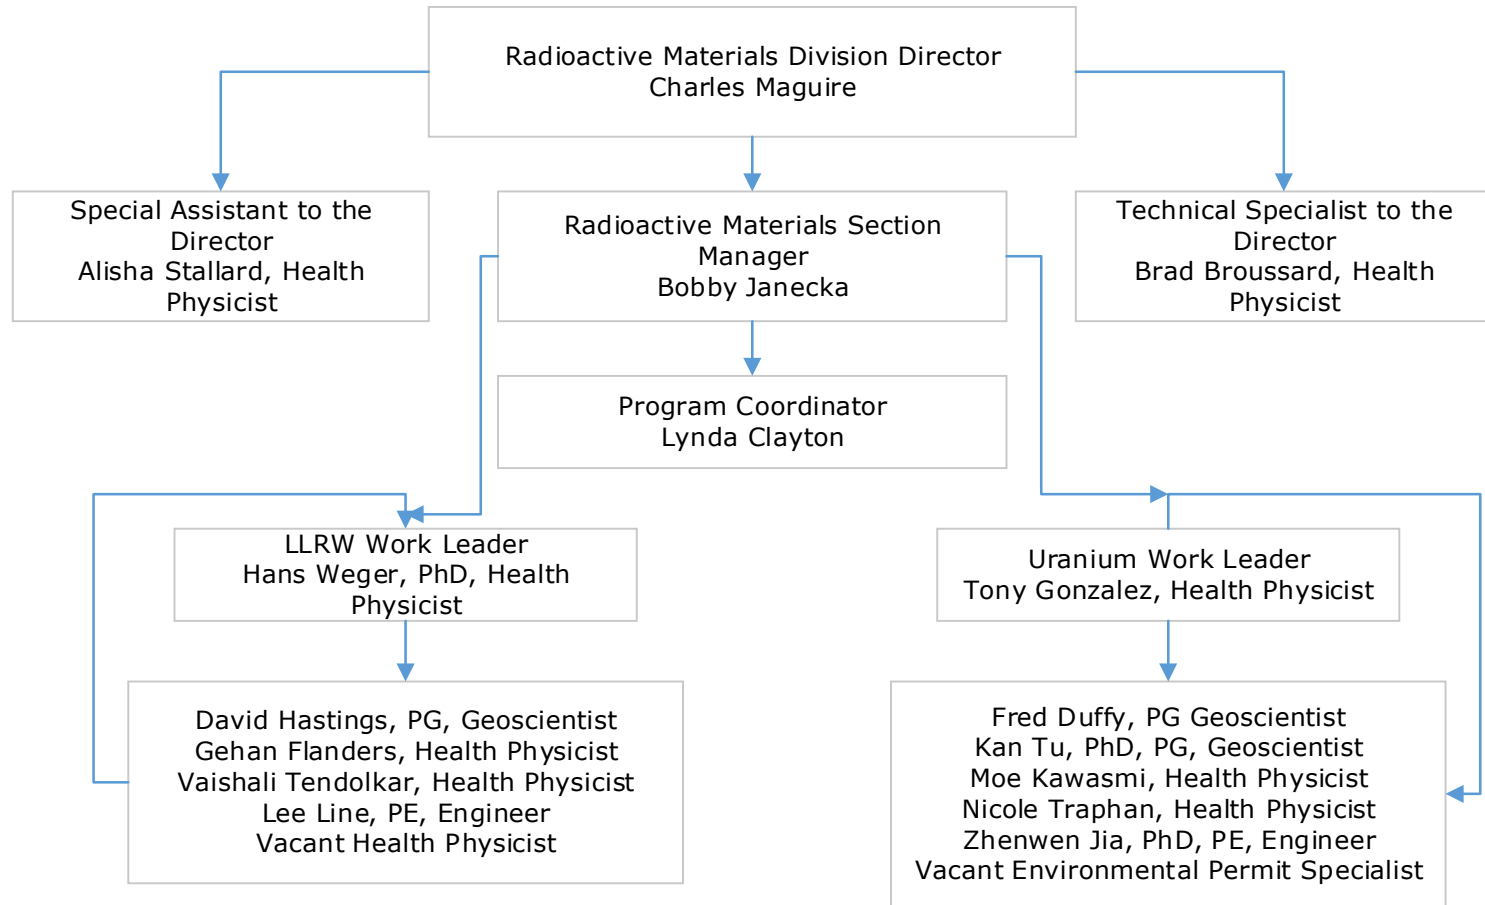 Radioactive Materials Division Director
Charles Maguire
Special Assistant to the
Director
Alisha Stallard, Health
Physicist
Radioactive Materials Section
Manager
Bobby Janecka
Technical Specialist to the
Director
Brad Broussard, Health
Physicist
Program Coordinator
Lynda Clayton
LLRW Work Leader
Hans Weger, PhD, Health
Physicist
Uranium Work Leader
Tony Gonzalez, Health Physicist
David Hastings, PG, Geoscientist
Gehan Flanders, Health Physicist
Vaishali Tendolkar, Health Physicist
Lee Line, PE, Engineer
Vacant Health Physicist
Fred Duffy, PG Geoscientist
Kan Tu, PhD, PG, Geoscientist
Moe Kawasmi, Health Physicist
Nicole Traphan, Health Physicist
Zhenwen Jia, PhD, PE, Engineer
Vacant Environmental Permit Specialist